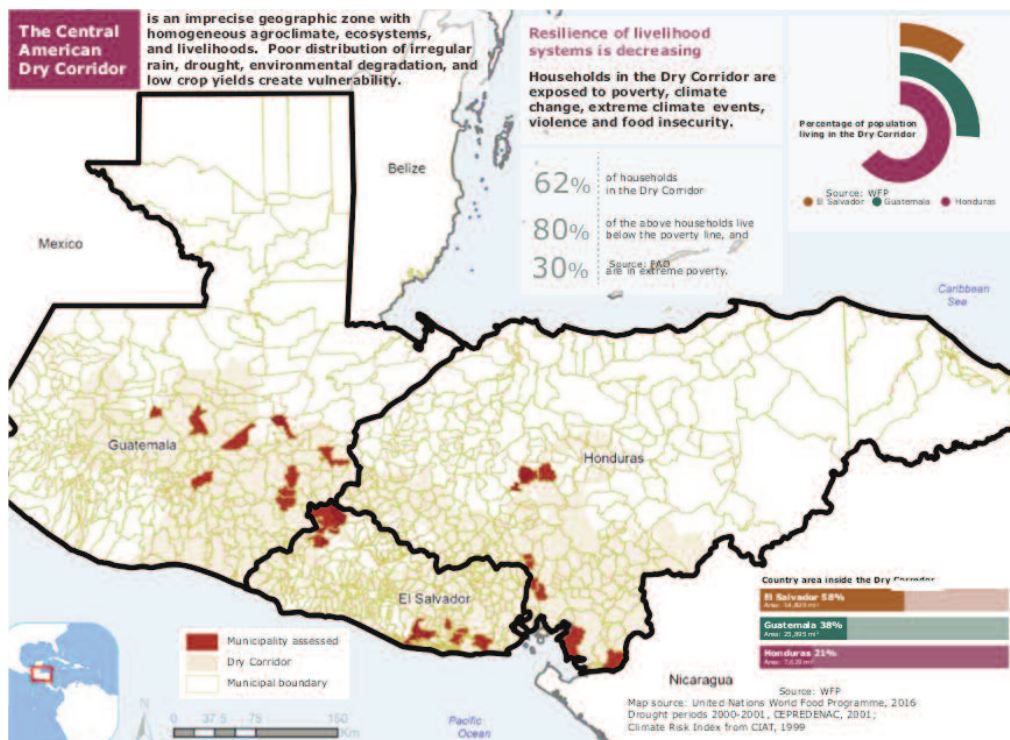 The Central
American
Dry Corridor
is an imprecise geographic zone with
homogeneous agroclimate, ecosystems,
and livelihoods. Poor distribution of irregular
rain, drought, environmental degradation, and
low crop yields create vulnerability.
Resilience of livelihood
systems is decreasing
Households in the Dry Corridor are
exposed to poverty, climate
change, extreme climate events,
violence and food insecurity.
62%
of households
in the Dry Corridor
80%
of the above households live
below the poverty line, and
30%
Source: FAO
are in extreme poverty.
Percentage of population
living in the Dry Corridor
Source: WFP
El Salvador
Guatemala
Honduras
Belize
Mexico
Caribbean
Sea
Guatemala
Honduras
El Salvador
Nicaragua
Pacific
Ocean
Municipality assessed
Dry Corridor
Municipal boundary
N
0 37.5 75 150
Km
Country area inside the Dry Corridor
El Salvador 58%
Guatemala 38%
Honduras 21%
Source: WFP
Map source: United Nations World Food Programme, 2016
Drought periods 2000-2001, CEPREDENAC, 2001;
Climate Risk Index from CIAT, 1999